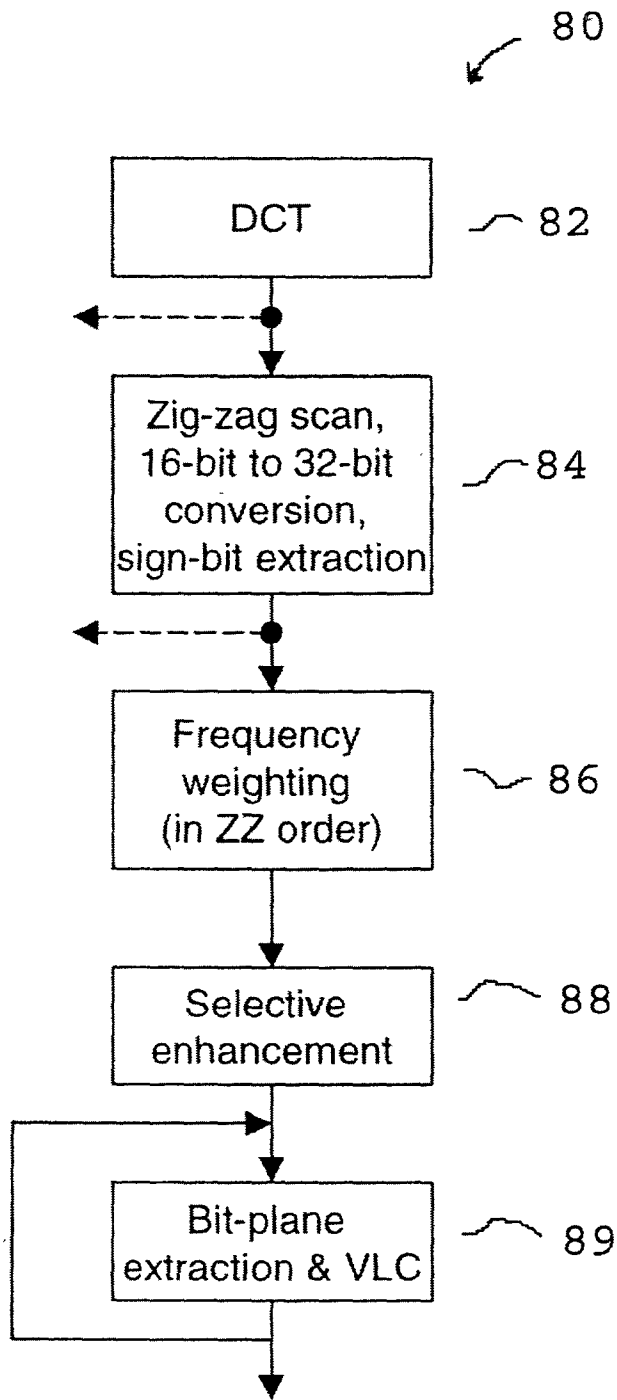 80
DCT
82
Zig-zag scan,
16-bit to 32-bit
conversion,
sign-bit extraction
84
Frequency
weighting
(in ZZ order)
86
Selective
enhancement
88
Bit-plane
extraction & VLC
89